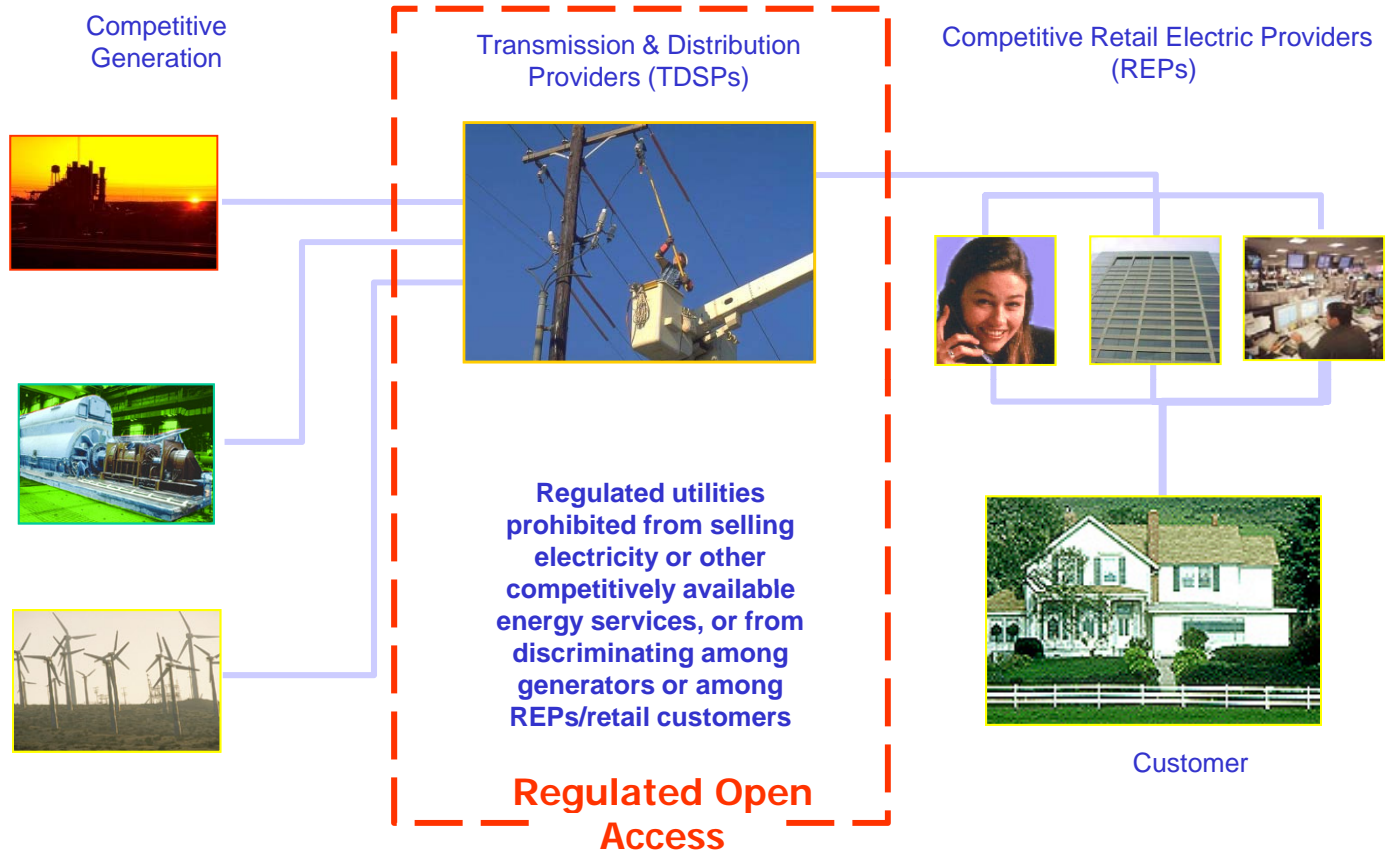 Competitive
Generation
Transmission & Distribution
Providers (TDSPs)
Competitive Retail Electric Providers
(REPs)
Regulated utilities
prohibited from selling
electricity or other
competitively available
energy services, or from
discriminating among
generators or among
REPs/retail customers
Customer
Regulated Open
Access